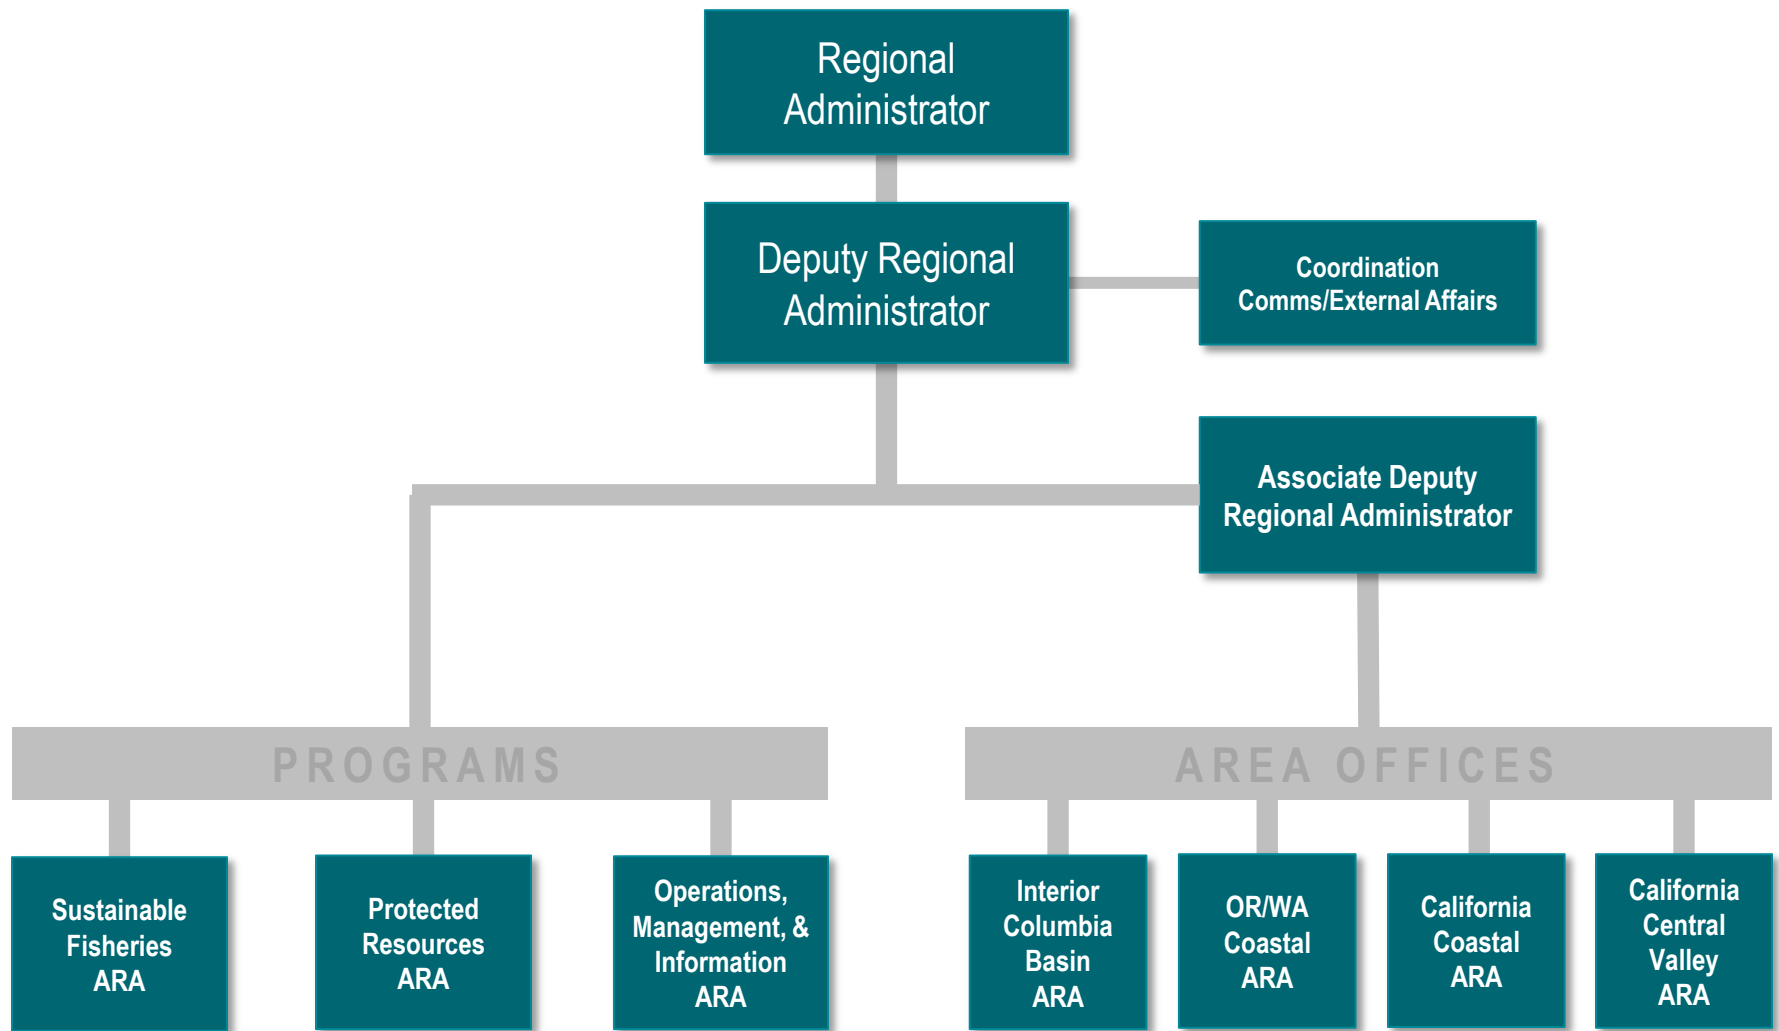 Regional
Administrator
Deputy Regional
Administrator
Coordination
Comms/External Affairs
Associate Deputy
Regional Administrator
PROGRAMS
AREA OFFICES
Sustainable
Fisheries
ARA
Protected
Resources
ARA
Operations,
Management, &
Information
ARA
Interior
Columbia
Basin
ARA
OR/WA
Coastal
ARA
California
Coastal
ARA
California
Central
Valley
ARA